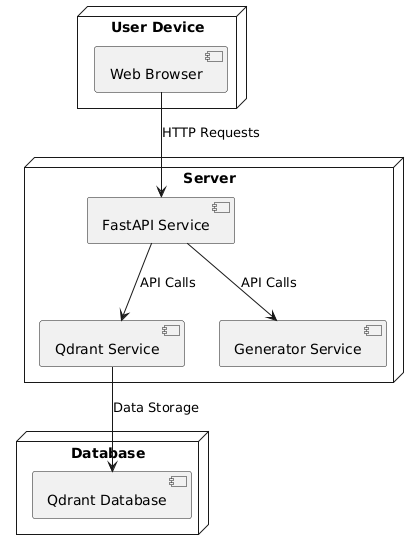 User Device
Web Browser
HTTP Requests
Server
FastAPI Service
API Calls
API Calls
Qdrant Service
Generator Service
Data Storage
Database
Qdrant Database